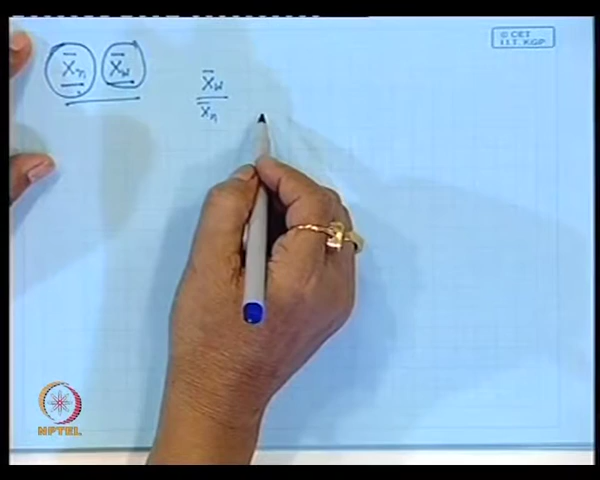 © CET
I.I.T. KGP
X̄n X̄w
X̄w
X̄n
NPTEL